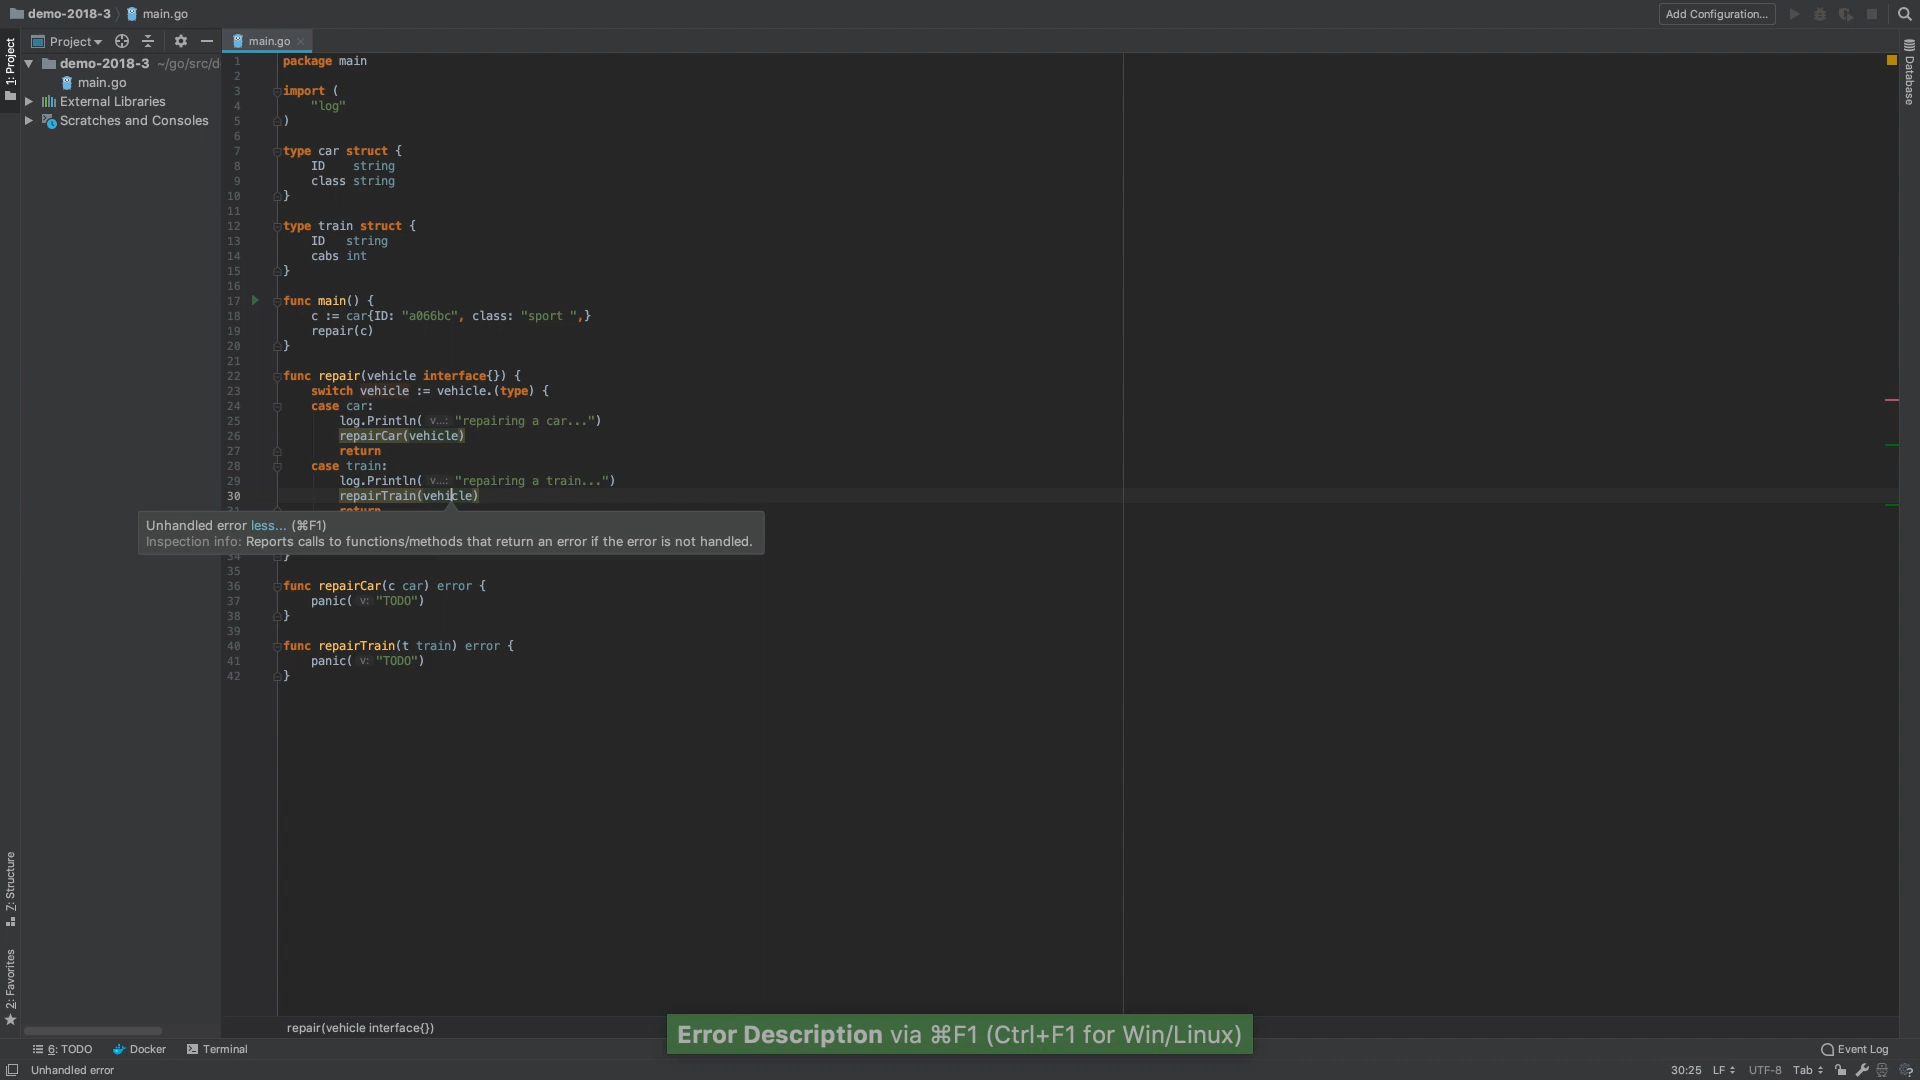 demo-2018-3 main.go Add Configuration...
1: Project
Project main.go
demo-2018-3 ~/go/src/d
main.go
External Libraries
Scratches and Consoles
1 package main
2
3 import (
4 "log"
5 )
6
7 type car struct {
8 ID string
9 class string
10 }
11
12 type train struct {
13 ID string
14 cabs int
15 }
16
17 func main() {
18 c := car{ID: "a066bc", class: "sport ",}
19 repair(c)
20 }
21
22 func repair(vehicle interface{}) {
23 switch vehicle := vehicle.(type) {
24 case car:
25 log.Println( v...: "repairing a car...")
26 repairCar(vehicle)
27 return
28 case train:
29 log.Println( v...: "repairing a train...")
30 repairTrain(vehicle)
31 return
Unhandled error less... (⌘F1)
Inspection info: Reports calls to functions/methods that return an error if the error is not handled.
34 }
35
36 func repairCar(c car) error {
37 panic( v: "TODO")
38 }
39
40 func repairTrain(t train) error {
41 panic( v: "TODO")
42 }
Database
Z: Structure
2: Favorites
repair(vehicle interface{})
Error Description via ⌘F1 (Ctrl+F1 for Win/Linux)
6: TODO Docker Terminal Event Log
Unhandled error 30:25 LF UTF-8 Tab